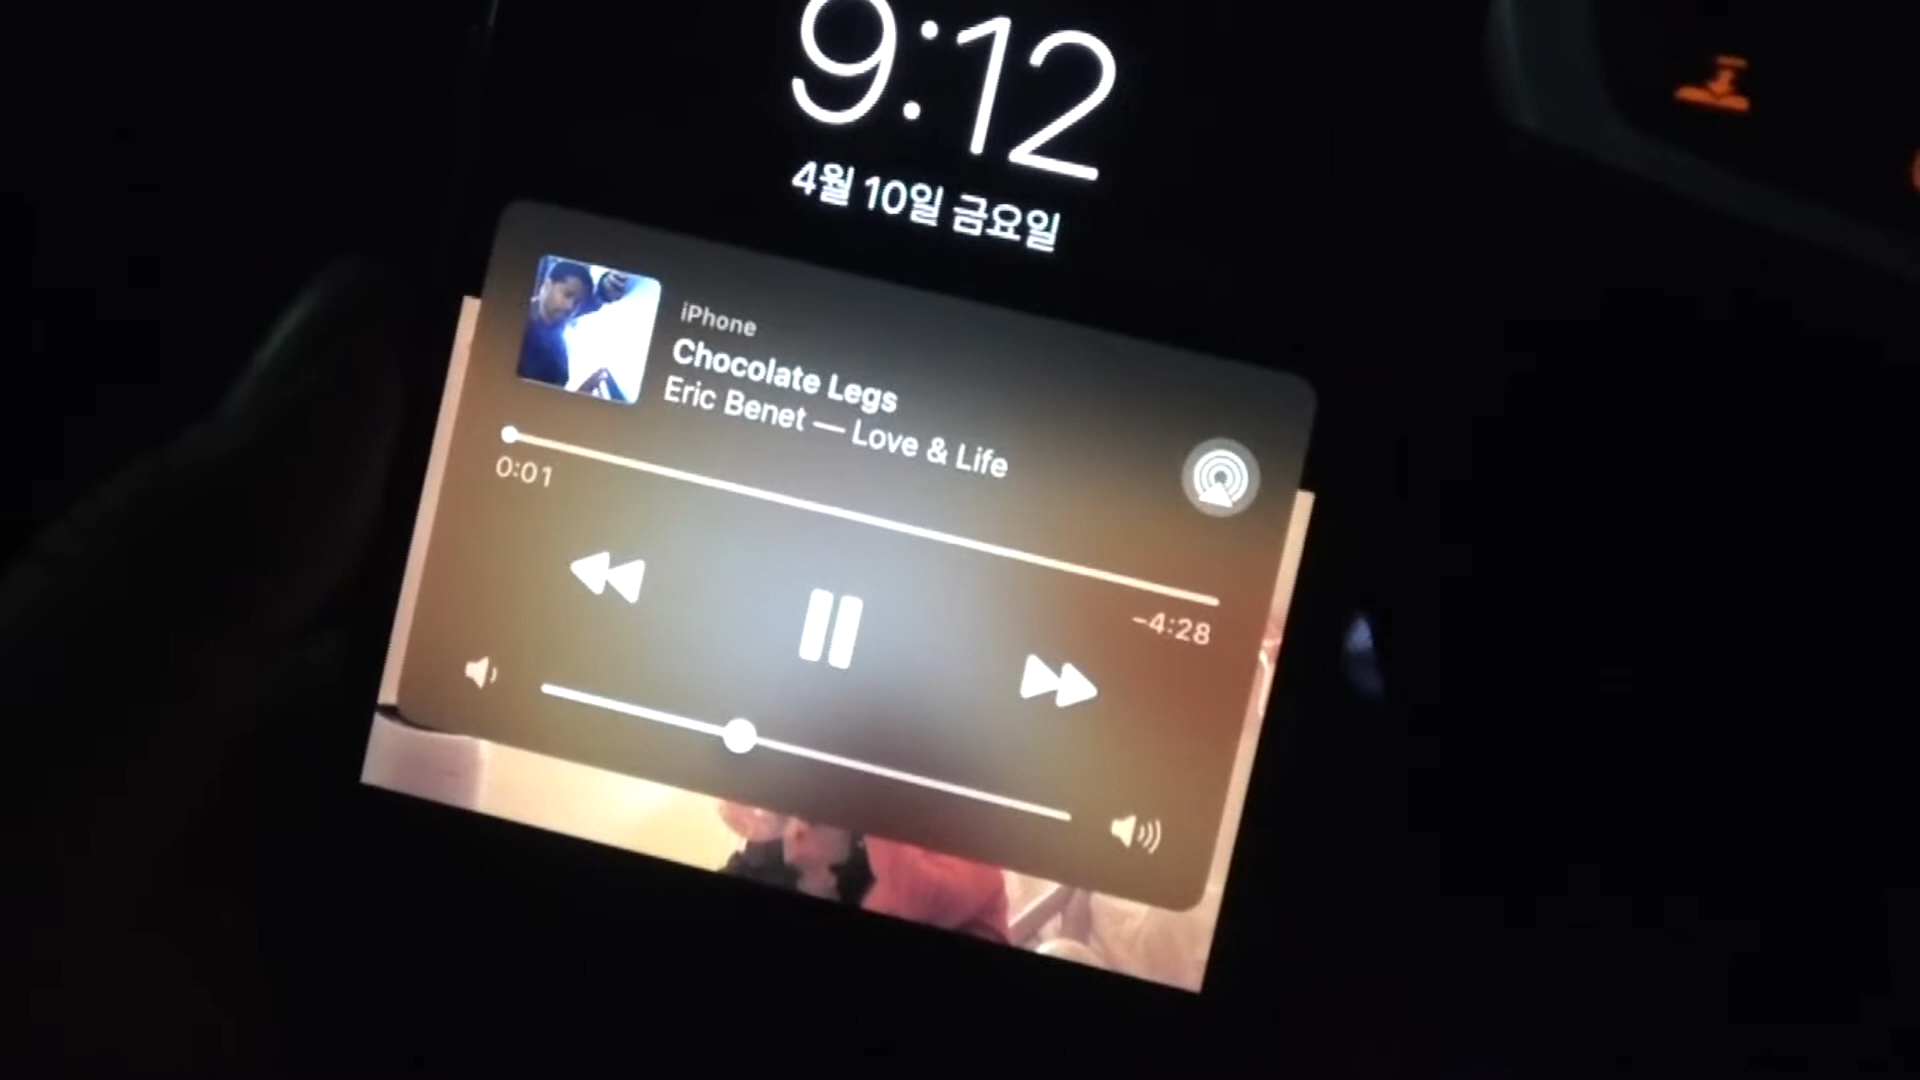 9:12
4월 10일 금요일
iPhone
Chocolate Legs
Eric Benet — Love & Life
0:01
-4:28